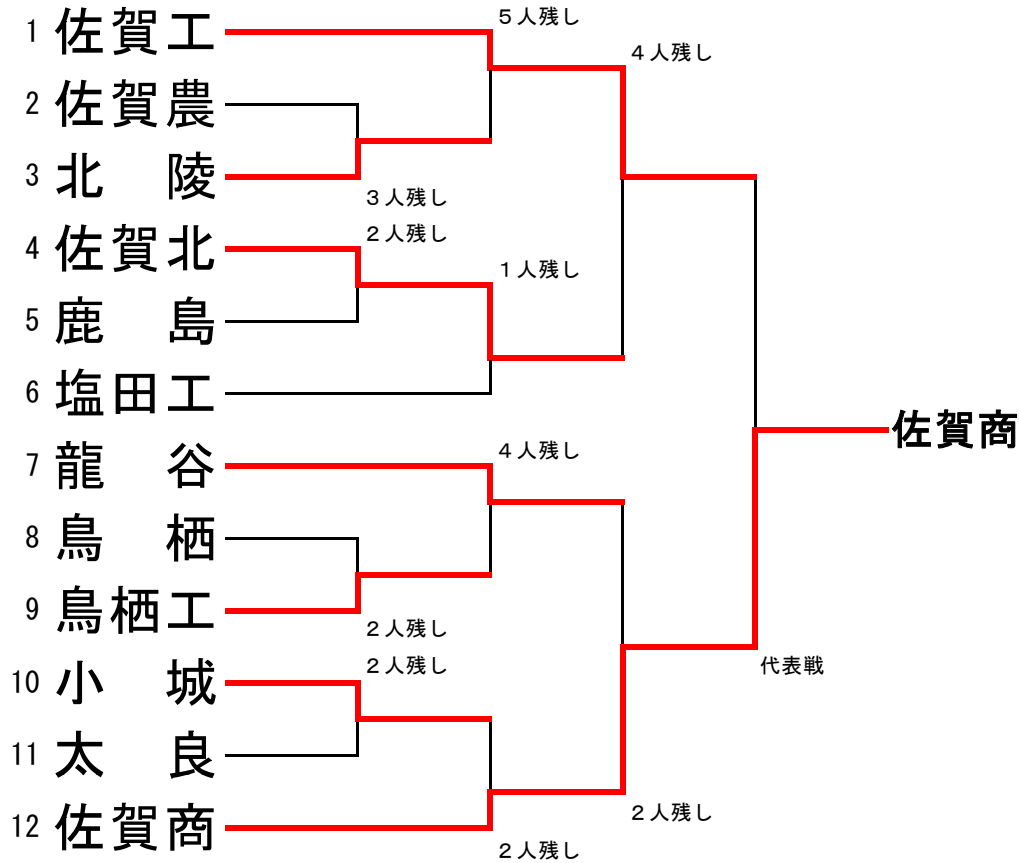 5人残し
1 佐賀工
4人残し
2 佐賀農
3 北　陵
3人残し
2人残し
4 佐賀北
1人残し
5 鹿　島
6 塩田工
佐賀商
4人残し
7 龍　谷
8 鳥　栖
9 鳥栖工
2人残し
2人残し
代表戦
10 小　城
11 太　良
2人残し
12 佐賀商
2人残し